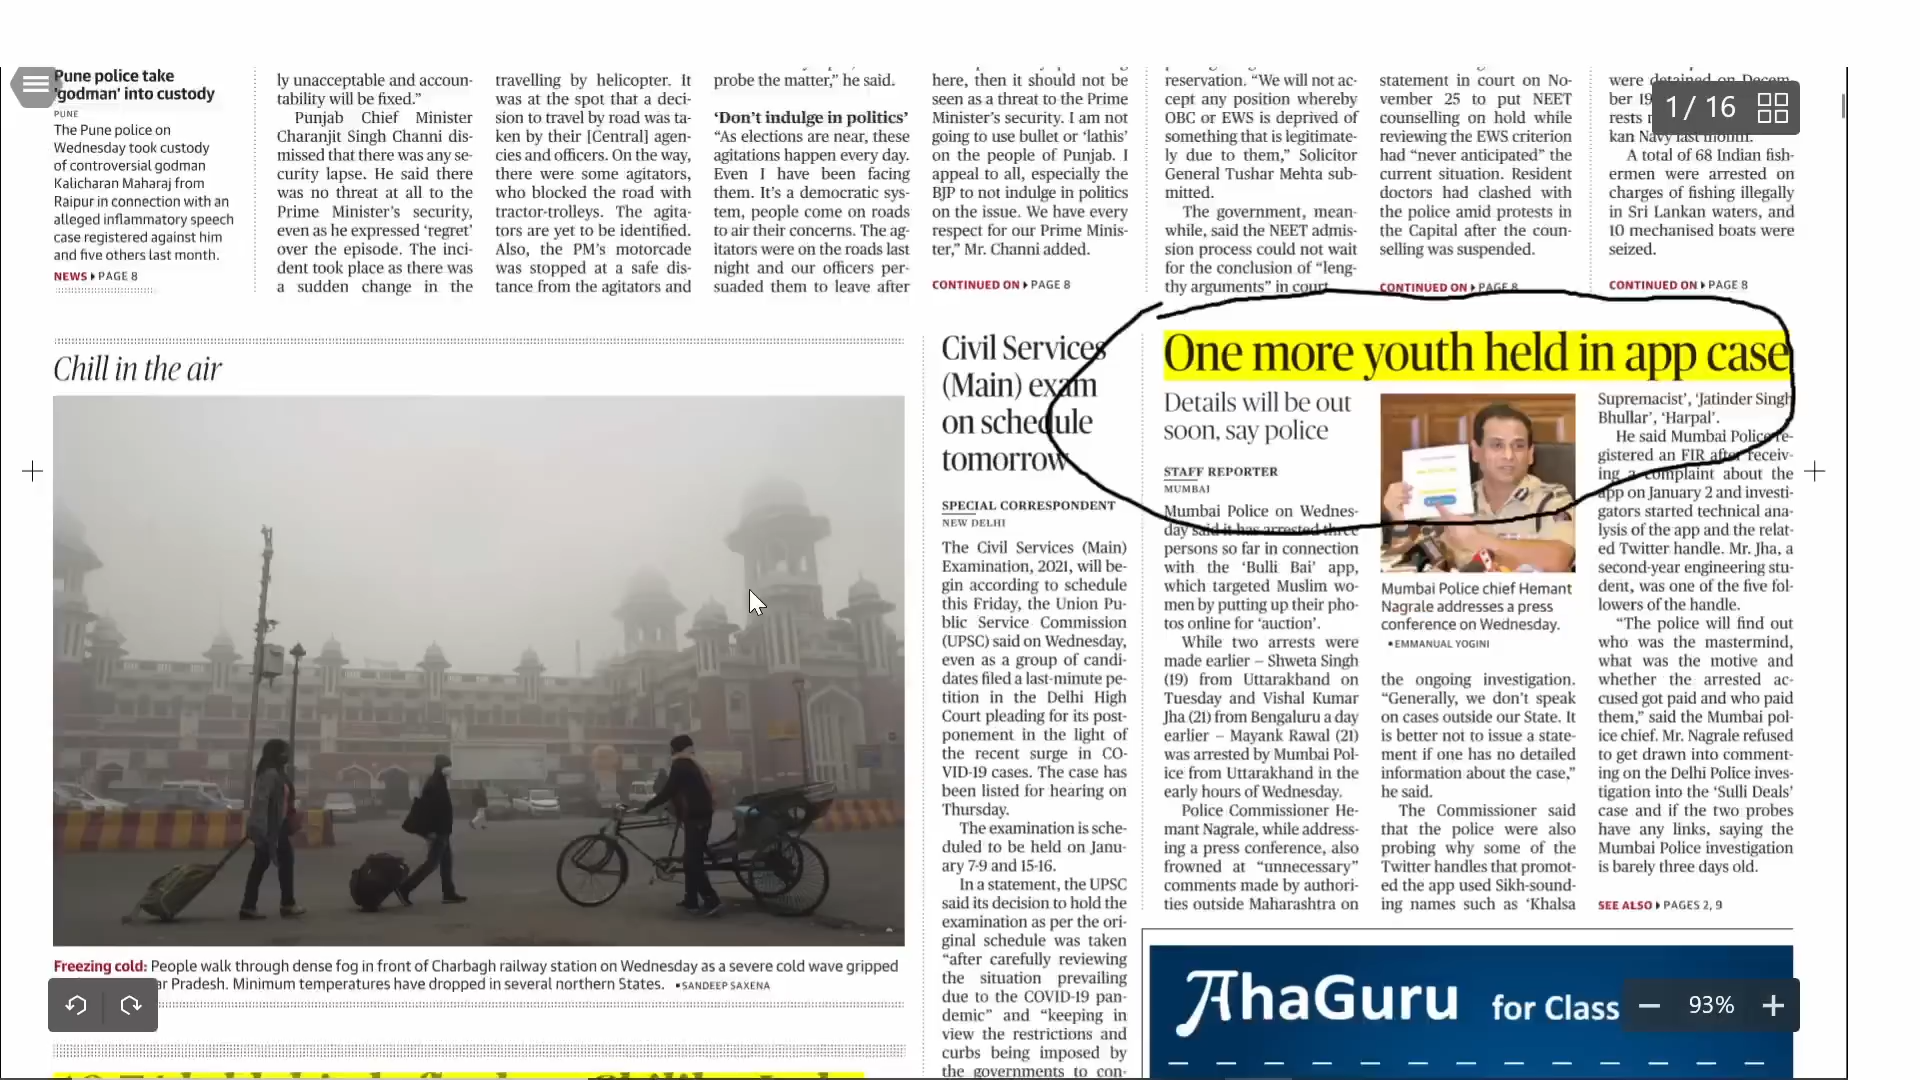 Pune police take
'godman' into custody
PUNE
The Pune police on
Wednesday took custody
of controversial godman
Kalicharan Maharaj from
Raipur in connection with an
alleged inflammatory speech
case registered against him
and five others last month.
NEWS PAGE 8
ly unacceptable and accoun-
tability will be fixed.”
Punjab Chief Minister
Charanjit Singh Channi dis-
missed that there was any se-
curity lapse. He said there
was no threat at all to the
Prime Minister’s security,
even as he expressed ‘regret’
over the episode. The inci-
dent took place as there was
a sudden change in the
travelling by helicopter. It
was at the spot that a deci-
sion to travel by road was ta-
ken by their [Central] agen-
cies and officers. On the way,
there were some agitators,
who blocked the road with
tractor-trolleys. The agita-
tors are yet to be identified.
Also, the PM’s motorcade
was stopped at a safe dis-
tance from the agitators and
probe the matter,” he said.
‘Don’t indulge in politics’
“As elections are near, these
agitations happen every day.
Even I have been facing
them. It’s a democratic sys-
tem, people come on roads
to air their concerns. The ag-
itators were on the roads last
night and our officers per-
suaded them to leave after
here, then it should not be
seen as a threat to the Prime
Minister’s security. I am not
going to use bullet or ‘lathis’
on the people of Punjab. I
appeal to all, especially the
BJP to not indulge in politics
on the issue. We have every
respect for our Prime Minis-
ter,” Mr. Channi added.
CONTINUED ON PAGE 8
reservation. “We will not ac-
cept any position whereby
OBC or EWS is deprived of
something that is legitimate-
ly due to them,” Solicitor
General Tushar Mehta sub-
mitted.
The government, mean-
while, said the NEET admis-
sion process could not wait
for the conclusion of “leng-
thy arguments” in court
statement in court on No-
vember 25 to put NEET
counselling on hold while
reviewing the EWS criterion
had “never anticipated” the
current situation. Resident
doctors had clashed with
the police amid protests in
the Capital after the coun-
selling was suspended.
CONTINUED ON PAGE 8
were detained on Decem-
ber 19
rests
kan Navy last month.
A total of 68 Indian fish-
ermen were arrested on
charges of fishing illegally
in Sri Lankan waters, and
10 mechanised boats were
seized.
CONTINUED ON PAGE 8
1 / 16
Chill in the air
Freezing cold: People walk through dense fog in front of Charbagh railway station on Wednesday as a severe cold wave gripped
ar Pradesh. Minimum temperatures have dropped in several northern States. ▪SANDEEP SAXENA
Civil Services
(Main) exam
on schedule
tomorrow
SPECIAL CORRESPONDENT
NEW DELHI
The Civil Services (Main)
Examination, 2021, will be-
gin according to schedule
this Friday, the Union Pu-
blic Service Commission
(UPSC) said on Wednesday,
even as a group of candi-
dates filed a last-minute pe-
tition in the Delhi High
Court pleading for its post-
ponement in the light of
the recent surge in CO-
VID-19 cases. The case has
been listed for hearing on
Thursday.
The examination is sche-
duled to be held on Janu-
ary 7-9 and 15-16.
In a statement, the UPSC
said its decision to hold the
examination as per the ori-
ginal schedule was taken
“after carefully reviewing
the situation prevailing
due to the COVID-19 pan-
demic” and “keeping in
view the restrictions and
curbs being imposed by
the governments to con-
One more youth held in app case
Details will be out
soon, say police
STAFF REPORTER
MUMBAI
Mumbai Police on Wednes-
day said it has arrested three
persons so far in connection
with the ‘Bulli Bai’ app,
which targeted Muslim wo-
men by putting up their pho-
tos online for ‘auction’.
While two arrests were
made earlier – Shweta Singh
(19) from Uttarakhand on
Tuesday and Vishal Kumar
Jha (21) from Bengaluru a day
earlier – Mayank Rawal (21)
was arrested by Mumbai Pol-
ice from Uttarakhand in the
early hours of Wednesday.
Police Commissioner He-
mant Nagrale, while address-
ing a press conference, also
frowned at “unnecessary”
comments made by authori-
ties outside Maharashtra on
Mumbai Police chief Hemant
Nagrale addresses a press
conference on Wednesday.
▪EMMANUAL YOGINI
the ongoing investigation.
“Generally, we don’t speak
on cases outside our State. It
is better not to issue a state-
ment if one has no detailed
information about the case,”
he said.
The Commissioner said
that the police were also
probing why some of the
Twitter handles that promot-
ed the app used Sikh-sound-
ing names such as ‘Khalsa
Supremacist’, ‘Jatinder Singh
Bhullar’, ‘Harpal’.
He said Mumbai Police re-
gistered an FIR after receiv-
ing a complaint about the
app on January 2 and investi-
gators started technical ana-
lysis of the app and the relat-
ed Twitter handle. Mr. Jha, a
second-year engineering stu-
dent, was one of the five fol-
lowers of the handle.
“The police will find out
who was the mastermind,
what was the motive and
whether the arrested ac-
cused got paid and who paid
them,” said the Mumbai pol-
ice chief. Mr. Nagrale refused
to get drawn into comment-
ing on the Delhi Police inves-
tigation into the ‘Sulli Deals’
case and if the two probes
have any links, saying the
Mumbai Police investigation
is barely three days old.
SEE ALSO PAGES 2, 9
AhaGuru for Class
93%